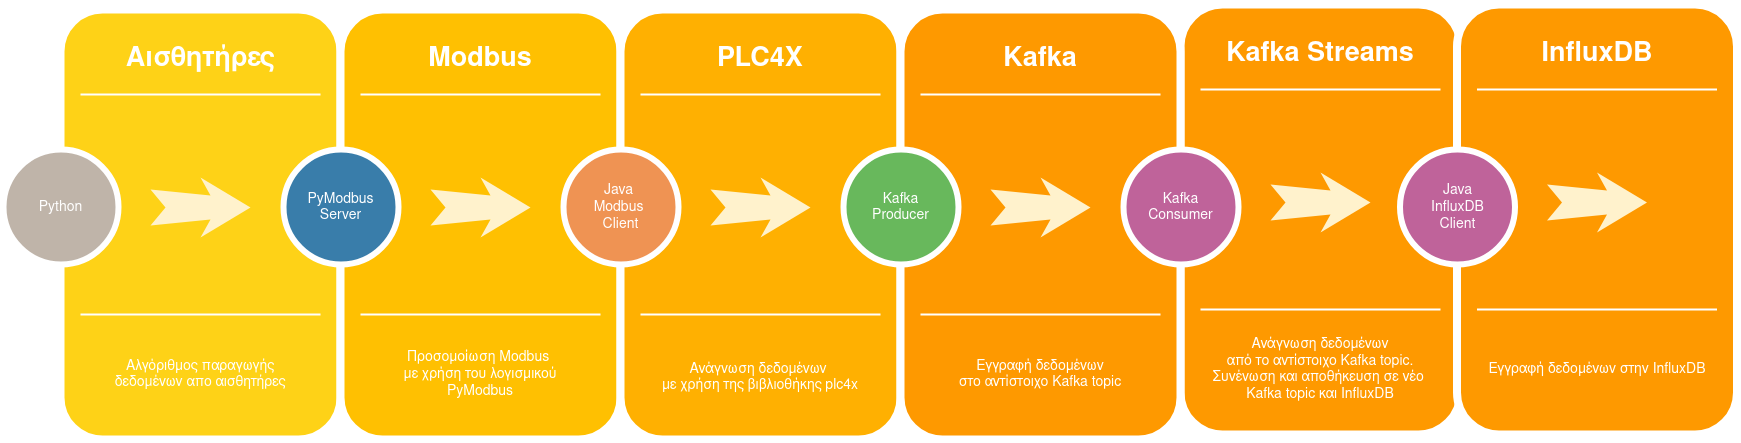 Αισθητήρες
Modbus
PLC4X
Kafka
Kafka Streams
InfluxDB
Python
PyModbus
Server
Java
Modbus
Client
Kafka
Producer
Kafka
Consumer
Java
InfluxDB
Client
Αλγόριθμος παραγωγής
δεδομένων απο αισθητήρες
Προσομοίωση Modbus
με χρήση του λογισμικού
PyModbus
Ανάγνωση δεδομένων
με χρήση της βιβλιοθήκης plc4x
Εγγραφή δεδομένων
στο αντίστοιχο Kafka topic
Ανάγνωση δεδομένων
από το αντίστοιχο Kafka topic.
Συνένωση και αποθήκευση σε νέο
Kafka topic και InfluxDB
Εγγραφή δεδομένων στην InfluxDB